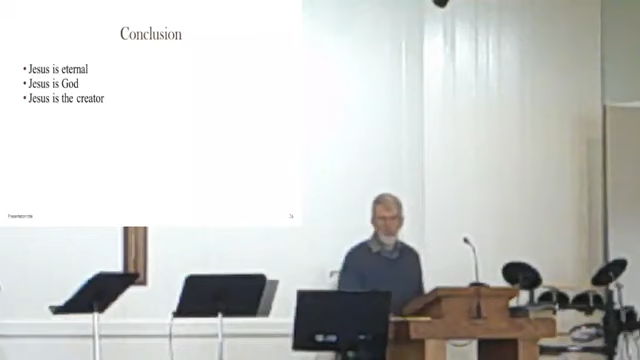 Conclusion
• Jesus is eternal
• Jesus is God
• Jesus is the creator